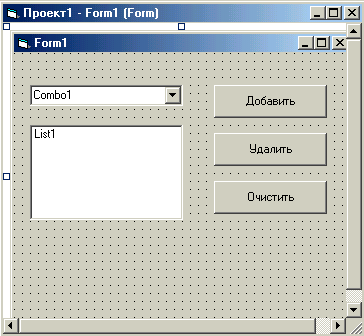 Проект1 - Form1 (Form)
Form1
Combo1
Добавить
List1
Удалить
Очистить